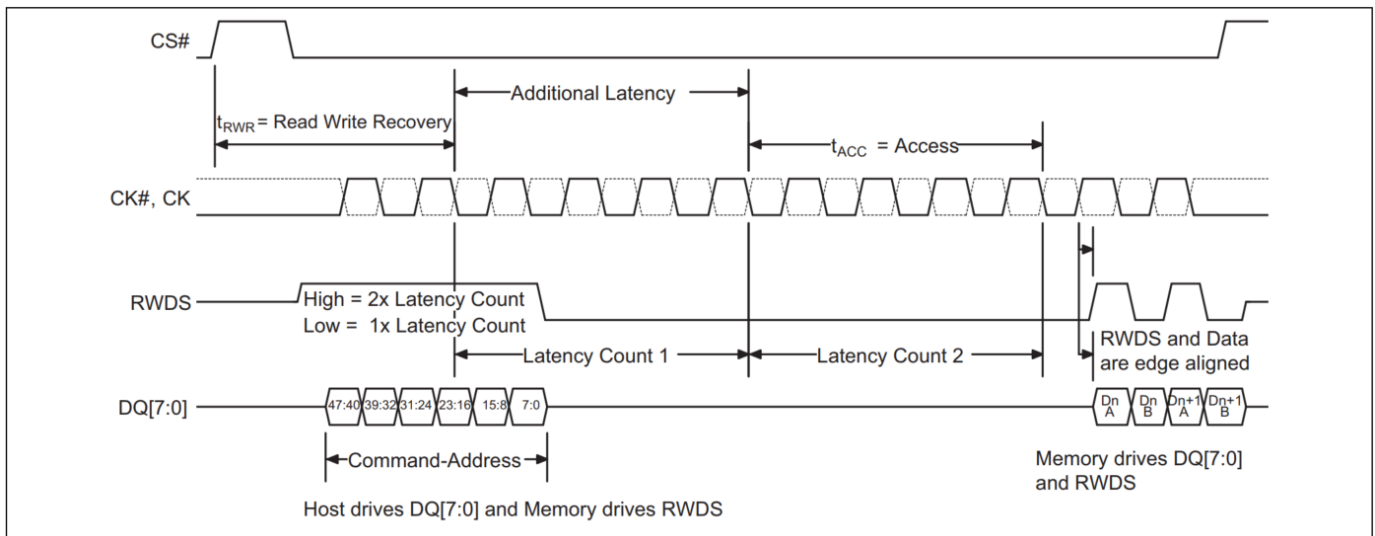 CS#
Additional Latency
tRWR = Read Write Recovery
tACC = Access
CK#, CK
RWDS
High = 2x Latency Count
Low = 1x Latency Count
Latency Count 1
Latency Count 2
RWDS and Data
are edge aligned
DQ[7:0]
47:40 39:32 31:24 23:16 15:8 7:0
Dn A
Dn B
Dn+1 A
Dn+1 B
Command-Address
Memory drives DQ[7:0]
and RWDS
Host drives DQ[7:0] and Memory drives RWDS